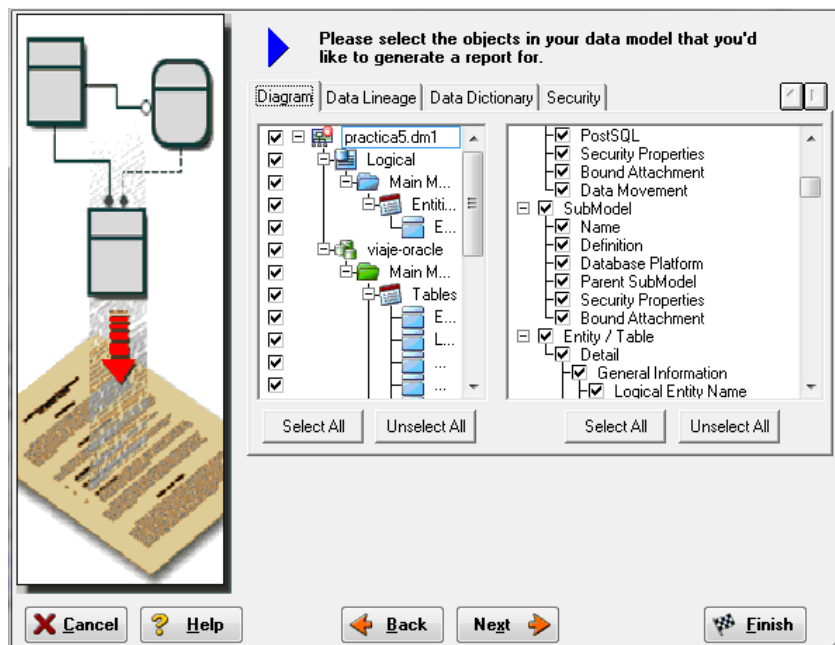 Please select the objects in your data model that you'd
like to generate a report for.
Diagram
Data Lineage
Data Dictionary
Security
practica5.dm1
Logical
Main M...
Entiti...
E...
viaje-oracle
Main M...
Tables
E...
L...
...
...
Select All
Unselect All
PostSQL
Security Properties
Bound Attachment
Data Movement
SubModel
Name
Definition
Database Platform
Parent SubModel
Security Properties
Bound Attachment
Entity / Table
Detail
General Information
Logical Entity Name
Select All
Unselect All
Cancel
Help
Back
Next
Finish